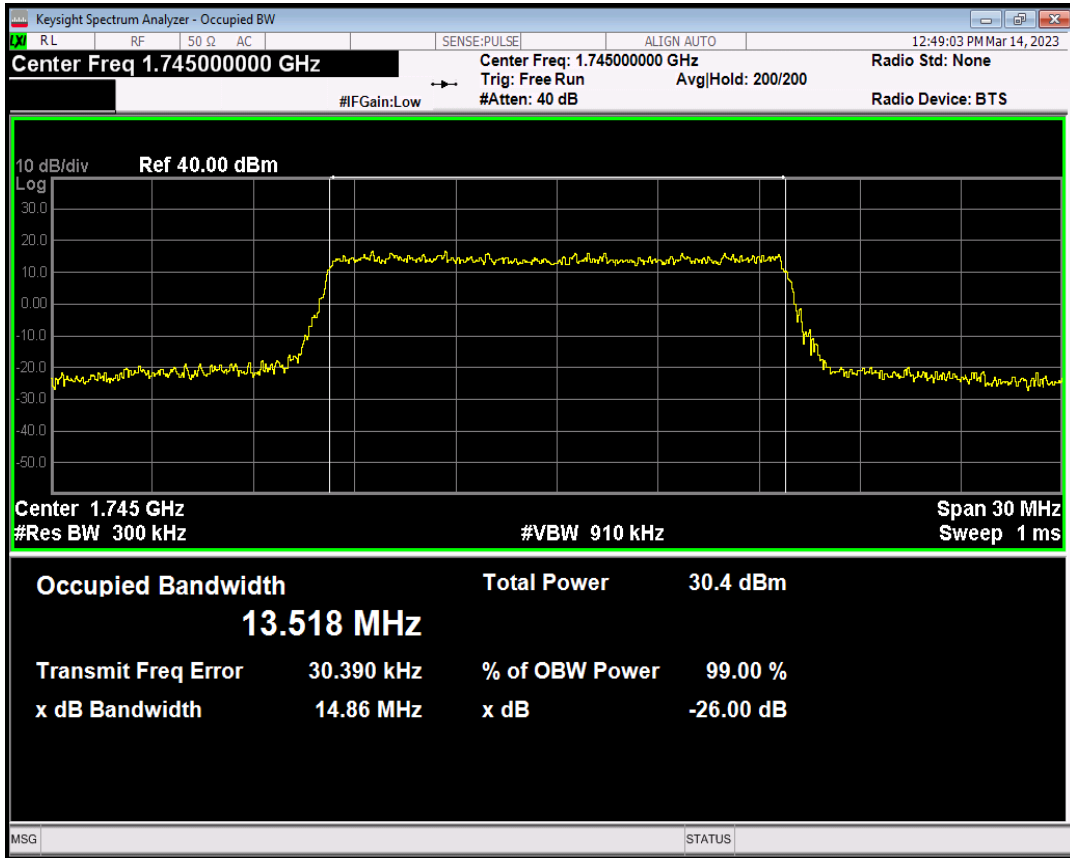 Keysight Spectrum Analyzer - Occupied BW
LXI RL RF 50 Ω AC SENSE:PULSE ALIGN AUTO 12:49:03 PM Mar 14, 2023
Center Freq 1.745000000 GHz Center Freq: 1.745000000 GHz Radio Std: None
Trig: Free Run Avg|Hold: 200/200
#IFGain:Low #Atten: 40 dB Radio Device: BTS
10 dB/div Ref 40.00 dBm
Log
30.0
20.0
10.0
0.00
-10.0
-20.0
-30.0
-40.0
-50.0
Center 1.745 GHz Span 30 MHz
#Res BW 300 kHz #VBW 910 kHz Sweep 1 ms
Occupied Bandwidth Total Power 30.4 dBm
13.518 MHz
Transmit Freq Error 30.390 kHz % of OBW Power 99.00 %
x dB Bandwidth 14.86 MHz x dB -26.00 dB
MSG STATUS